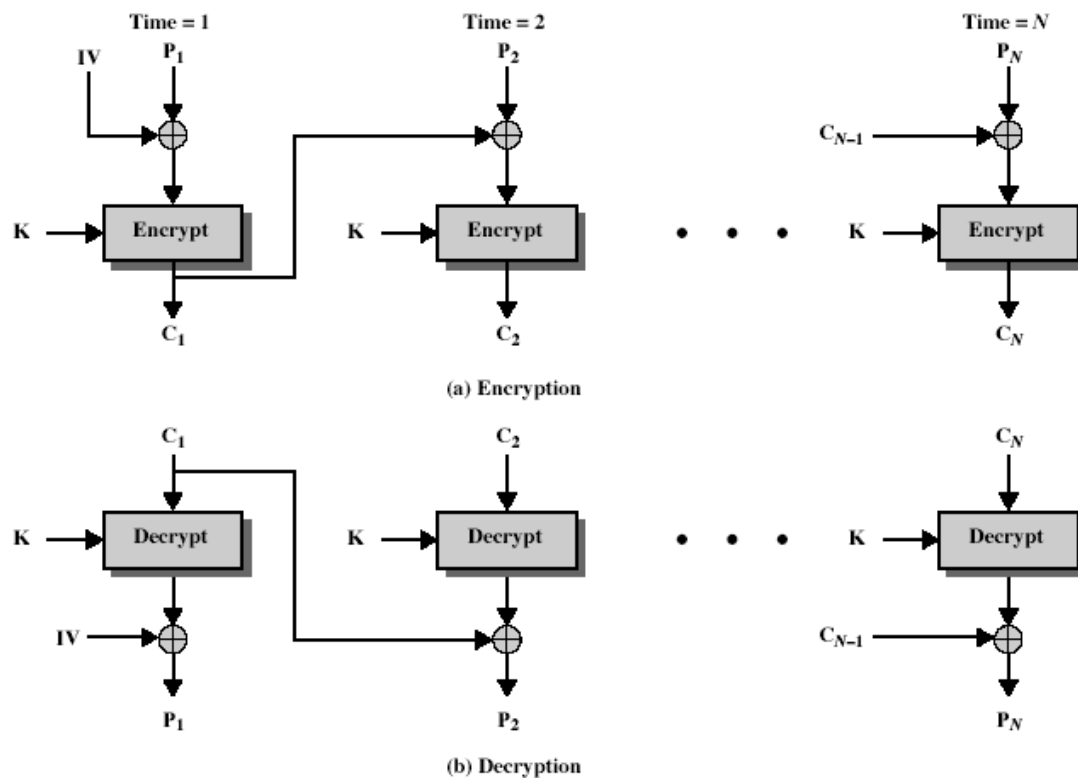 Time = 1 Time = 2 Time = N
IV P1 P2 PN
CN−1
K Encrypt K Encrypt • • • K Encrypt
C1 C2 CN
(a) Encryption
C1 C2 CN
K Decrypt K Decrypt • • • K Decrypt
IV CN−1
P1 P2 PN
(b) Decryption